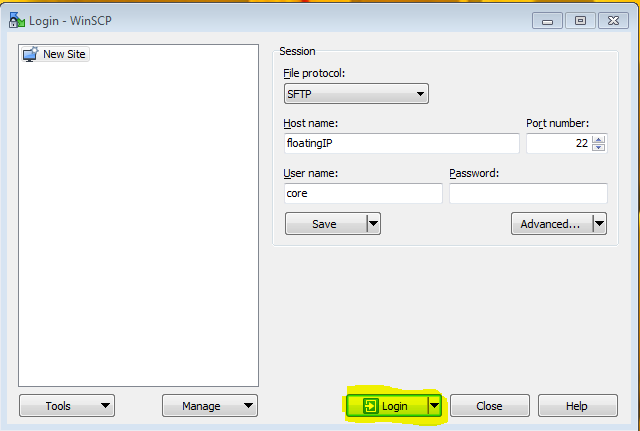 Login - WinSCP
New Site
Session
File protocol:
SFTP
Host name: Port number:
floatingIP 22
User name: Password:
core
Save Advanced...
Tools Manage Login Close Help